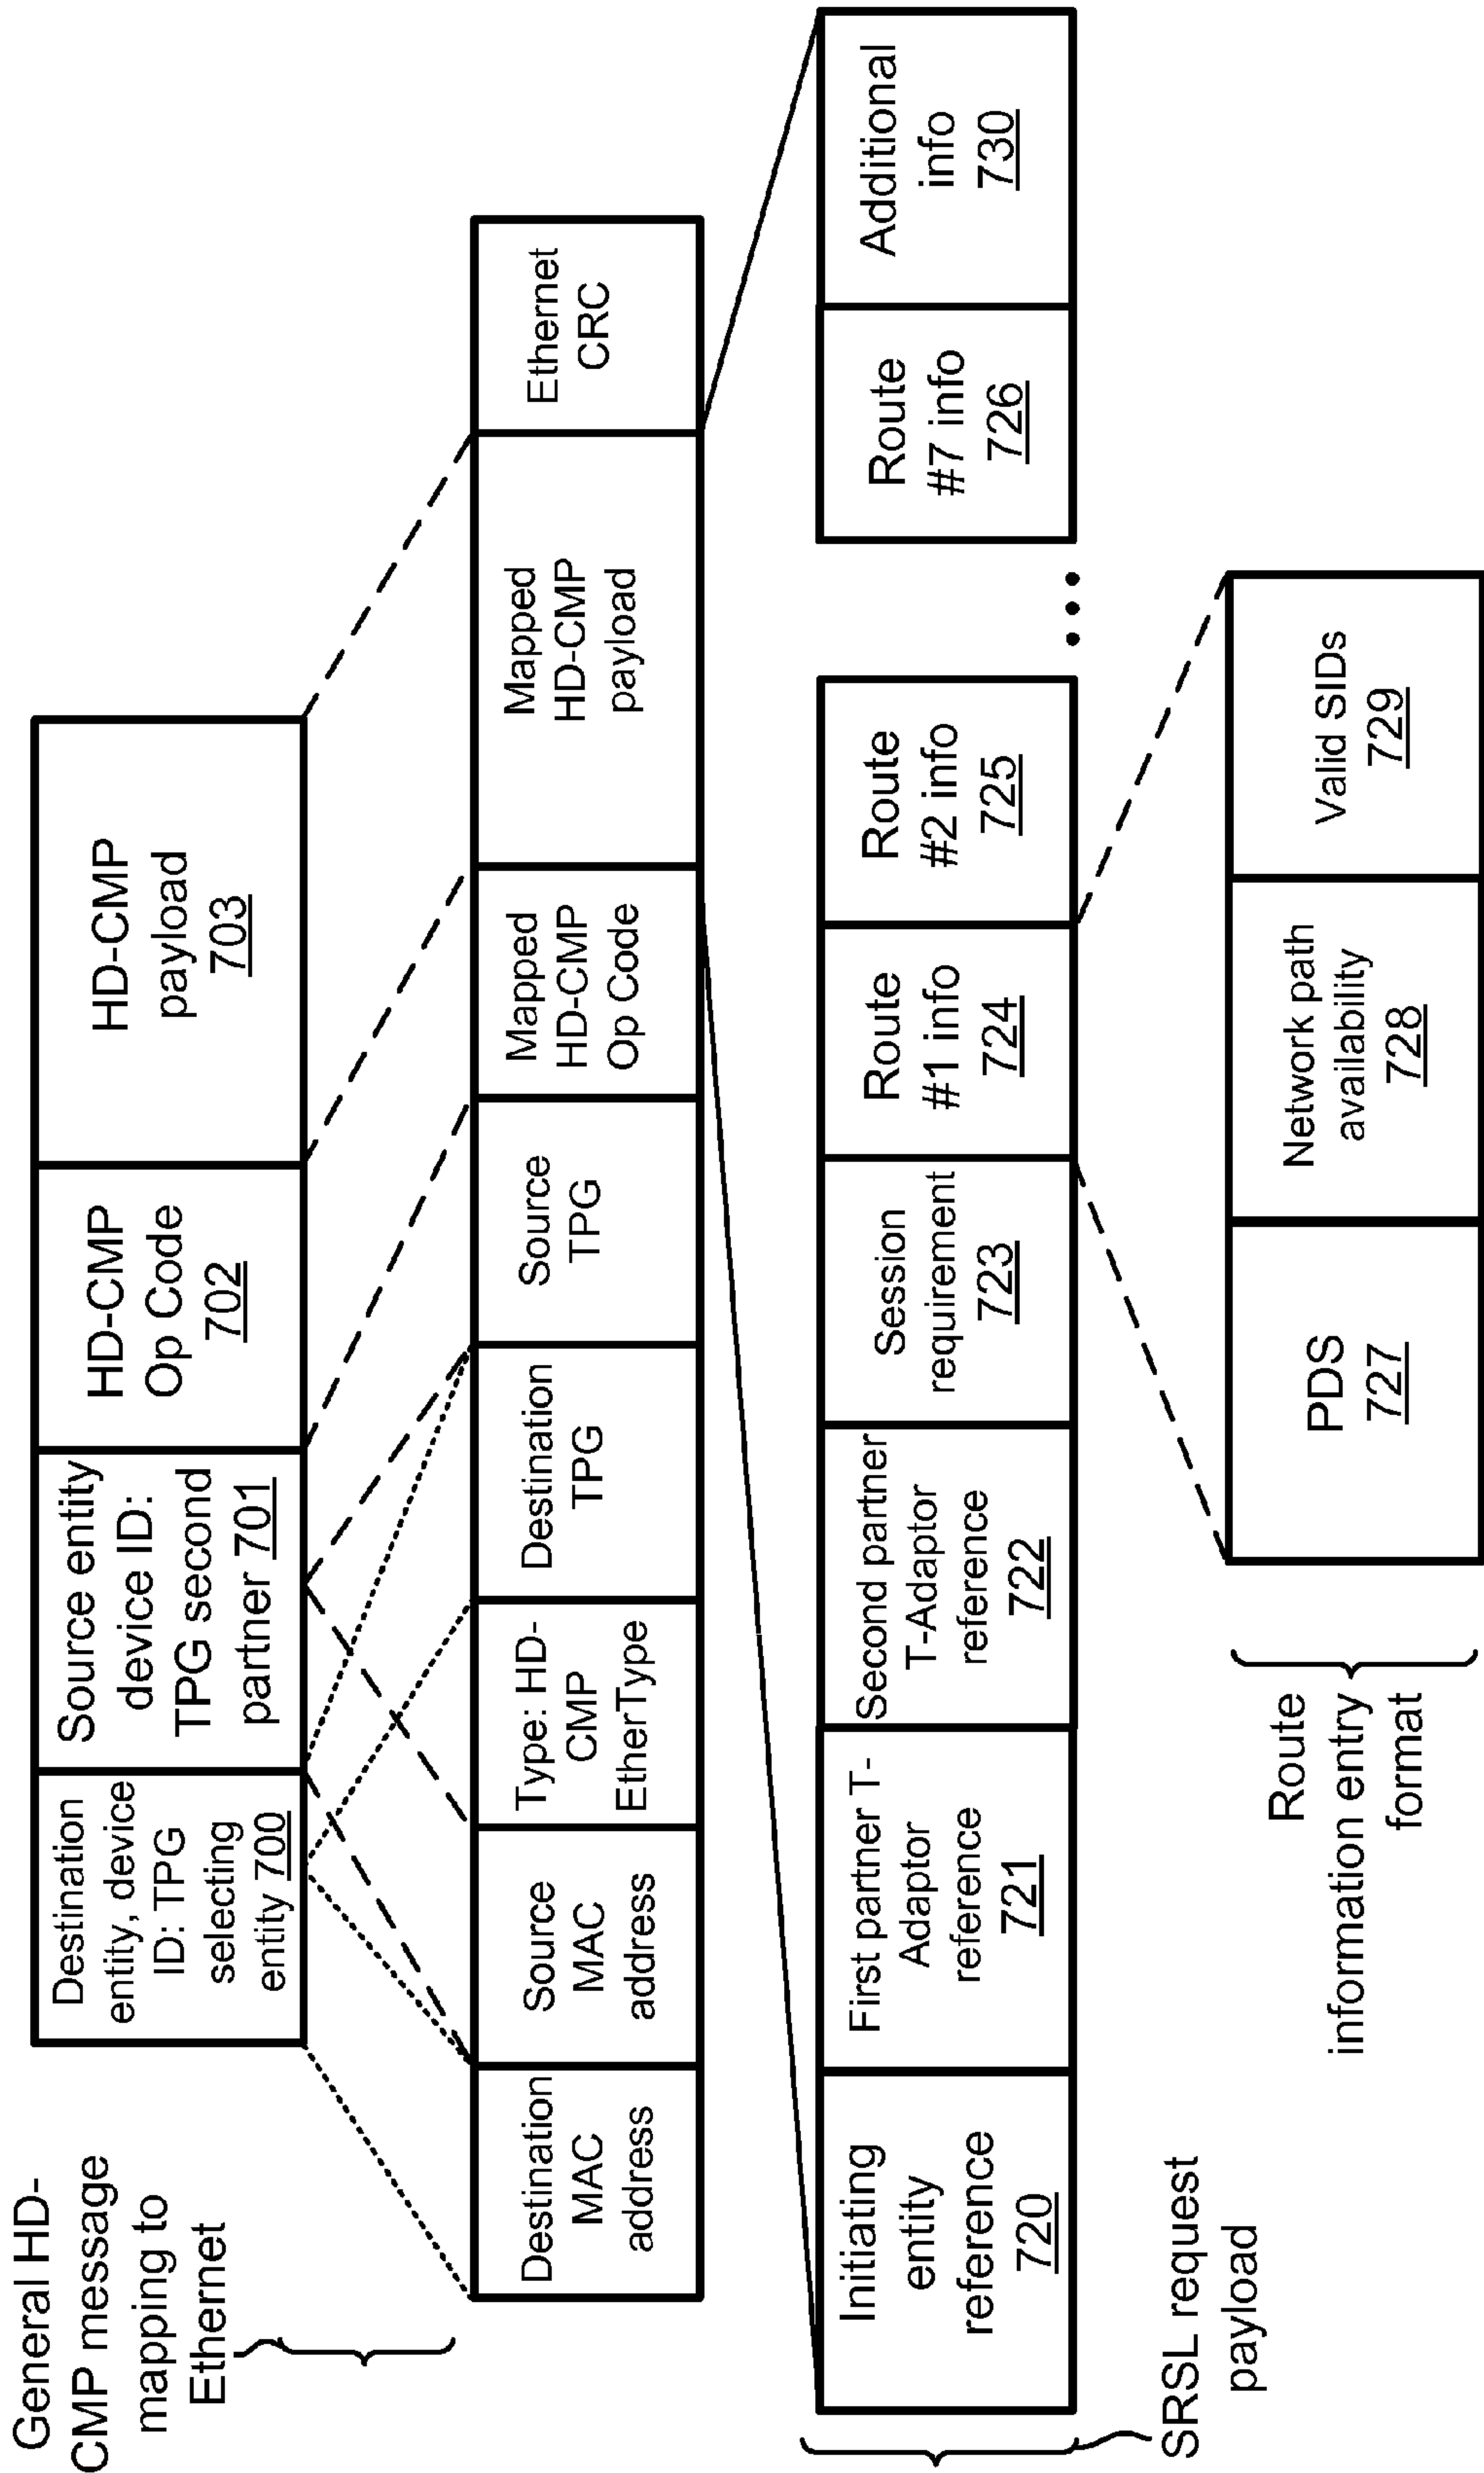 General HD-
CMP message
mapping to
Ethernet
Destination
entity, device
ID: TPG
selecting
entity 700
Source entity
device ID:
TPG second
partner 701
HD-CMP
Op Code
702
HD-CMP
payload
703
Destination
MAC
address
Source
MAC
address
Type: HD-
CMP
EtherType
Destination
TPG
Source
TPG
Mapped
HD-CMP
Op Code
Mapped
HD-CMP
payload
Ethernet
CRC
Initiating
entity
reference
720
First partner T-
Adaptor
reference
721
Second partner
T-Adaptor
reference
722
Session
requirement
723
Route
#1 info
724
Route
#2 info
725
Route
#7 info
726
Additional
info
730
SRSL request
payload
Route
information entry
format
PDS
727
Network path
availability
728
Valid SIDs
729